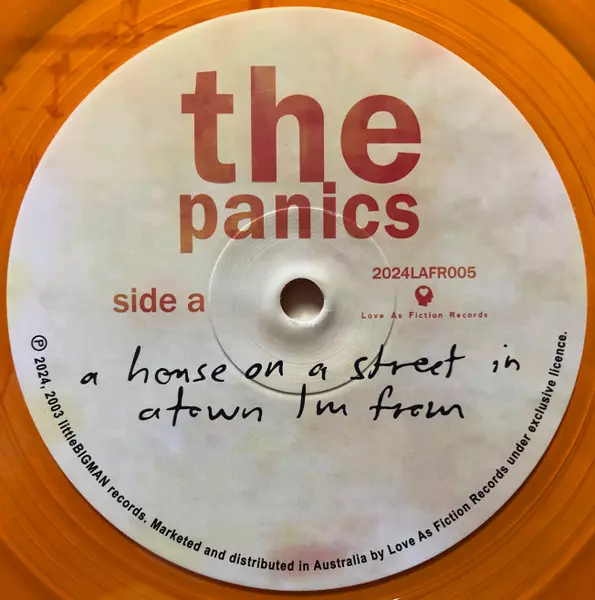 the
panics
side a
2024LAFR005
Love As Fiction Records
a house on a street in
a town I'm from
℗ 2024, 2003 littleBIGMAN records. Marketed and distributed in Australia by Love As Fiction Records under exclusive licence.